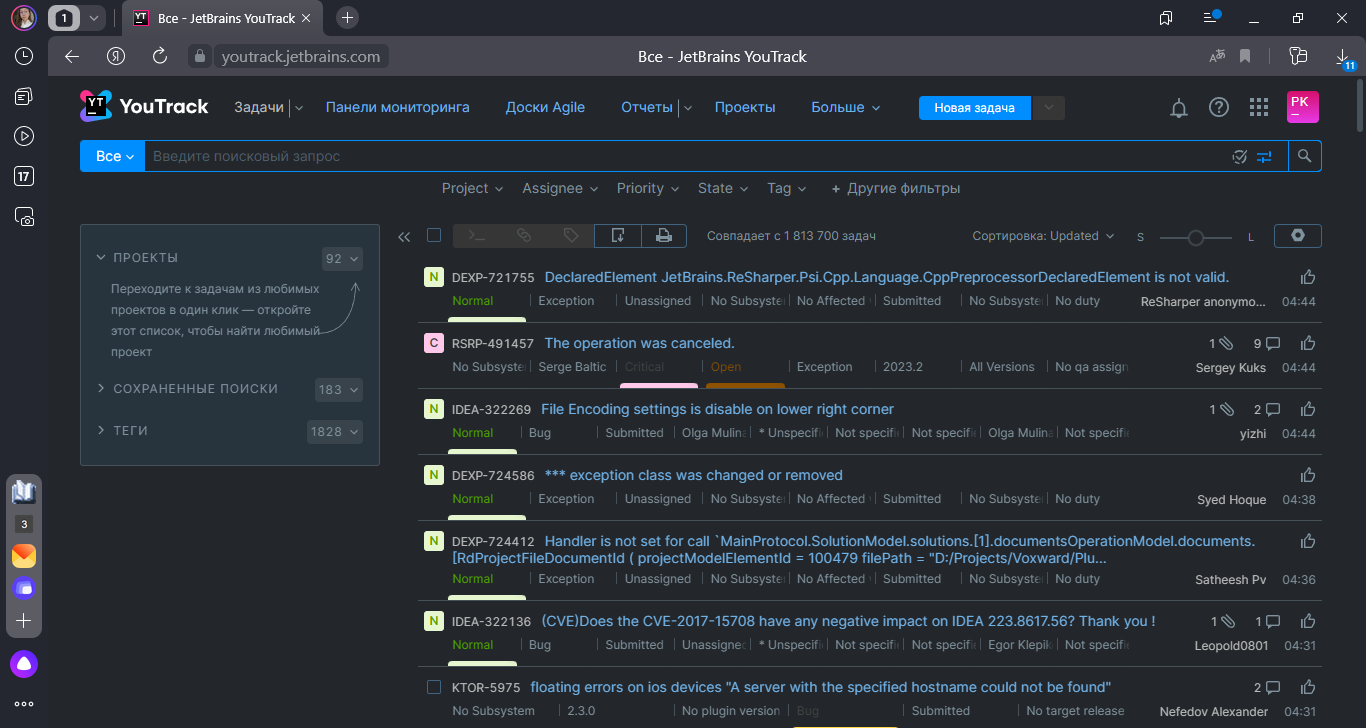 1
Все - JetBrains YouTrack
youtrack.jetbrains.com
Все - JetBrains YouTrack
11
YT
YouTrack
Задачи
Панели мониторинга
Доски Agile
Отчеты
Проекты
Больше
Новая задача
PK
Все
Введите поисковый запрос
17
Project
Assignee
Priority
State
Tag
+ Другие фильтры
ПРОЕКТЫ
92
Переходите к задачам из любимых
проектов в один клик — откройте
этот список, чтобы найти любимый
проект
СОХРАНЕННЫЕ ПОИСКИ
183
ТЕГИ
1828
3
Совпадает с 1 813 700 задач
Сортировка: Updated
S
L
N DEXP-721755 DeclaredElement JetBrains.ReSharper.Psi.Cpp.Language.CppPreprocessorDeclaredElement is not valid.
Normal Exception Unassigned No Subsyste No Affected Submitted No Subsyste No duty ReSharper anonymo... 04:44
C RSRP-491457 The operation was canceled. 1 9
No Subsyste Serge Baltic Critical Open Exception 2023.2 All Versions No qa assign Sergey Kuks 04:44
N IDEA-322269 File Encoding settings is disable on lower right corner 1 2
Normal Bug Submitted Olga Mulina * Unspecifi Not specifi Not specifi Olga Mulina Not specifi yizhi 04:44
N DEXP-724586 *** exception class was changed or removed
Normal Exception Unassigned No Subsyste No Affected Submitted No Subsyste No duty Syed Hoque 04:38
N DEXP-724412 Handler is not set for call `MainProtocol.SolutionModel.solutions.[1].documentsOperationModel.documents.
[RdProjectFileDocumentId ( projectModelElementId = 100479 filePath = "D:/Projects/Voxward/Plu...
Normal Exception Unassigned No Subsyste No Affected Submitted No Subsyste No duty Satheesh Pv 04:36
N IDEA-322136 (CVE)Does the CVE-2017-15708 have any negative impact on IDEA 223.8617.56? Thank you ! 1 1
Normal Bug Submitted Unassigned * Unspecifi Not specifi Not specifi Egor Klepik Not specifi Leopold0801 04:31
KTOR-5975 floating errors on ios devices "A server with the specified hostname could not be found" 2
No Subsystem 2.3.0 No plugin version Bug Submitted No target release Nefedov Alexander 04:31